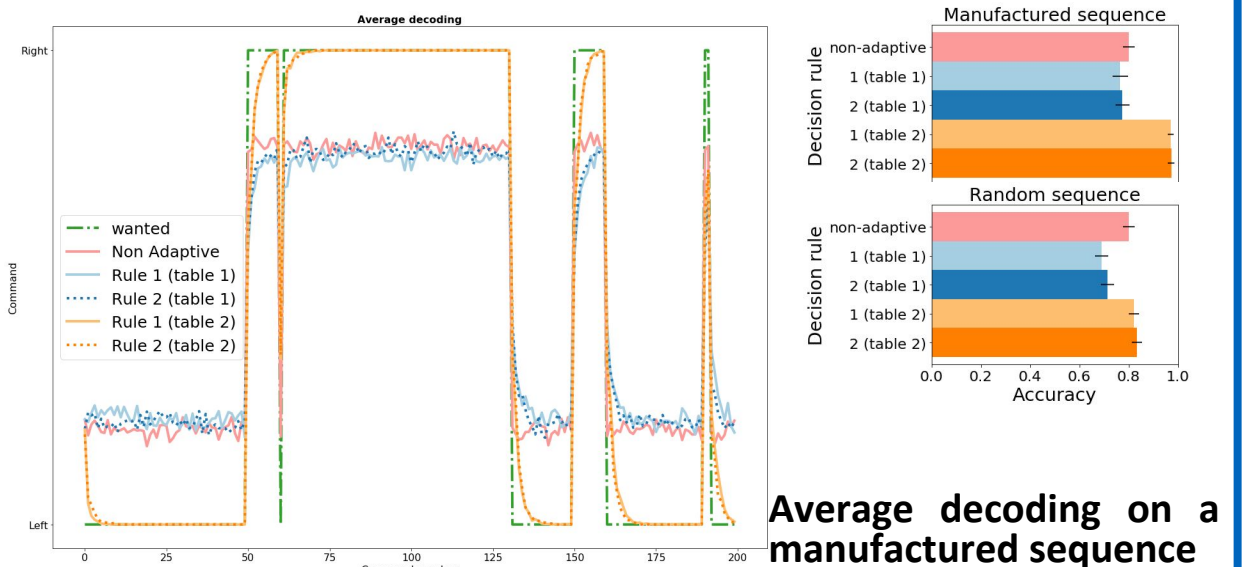 Average decoding
Right
Command
Left
wanted
Non Adaptive
Rule 1 (table 1)
Rule 2 (table 1)
Rule 1 (table 2)
Rule 2 (table 2)
0
25
50
75
100
125
150
175
200
Manufactured sequence
Decision rule
non-adaptive
1 (table 1)
2 (table 1)
1 (table 2)
2 (table 2)
Random sequence
Decision rule
non-adaptive
1 (table 1)
2 (table 1)
1 (table 2)
2 (table 2)
0.0 0.2 0.4 0.6 0.8 1.0
Accuracy
Average decoding on a
manufactured sequence